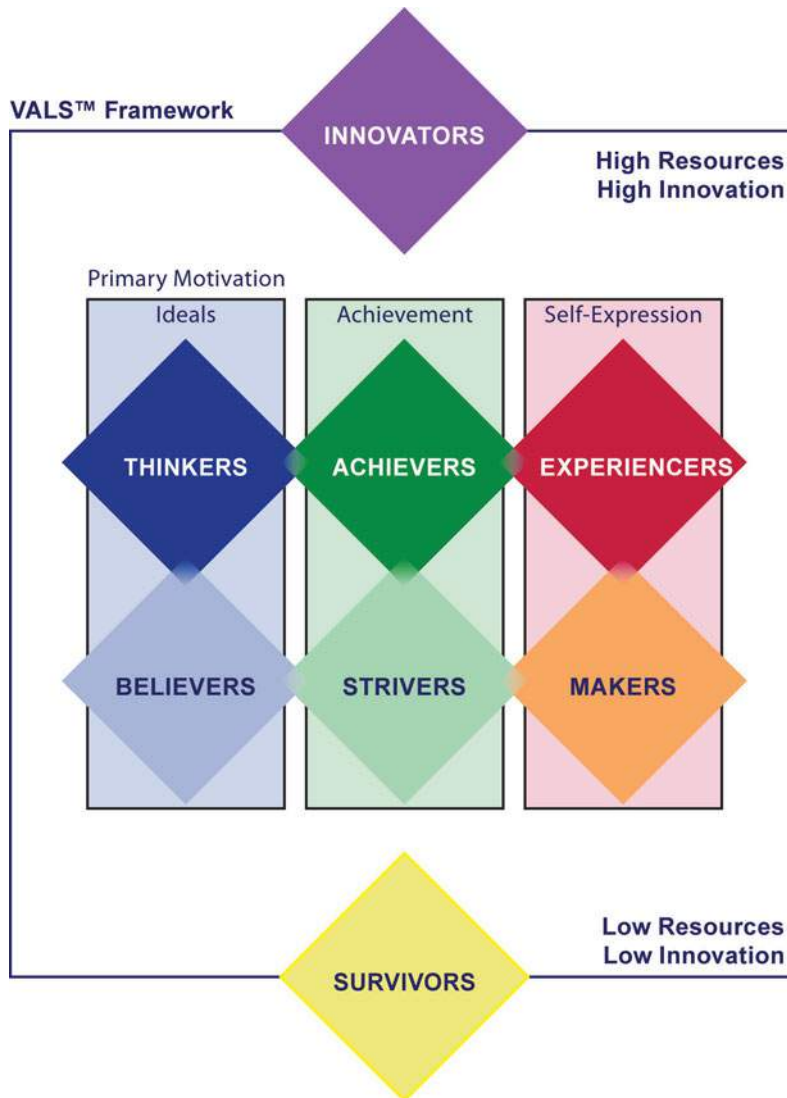 VALS™ Framework
INNOVATORS
High Resources
High Innovation
Primary Motivation
Ideals
Achievement
Self-Expression
THINKERS
ACHIEVERS
EXPERIENCERS
BELIEVERS
STRIVERS
MAKERS
Low Resources
Low Innovation
SURVIVORS